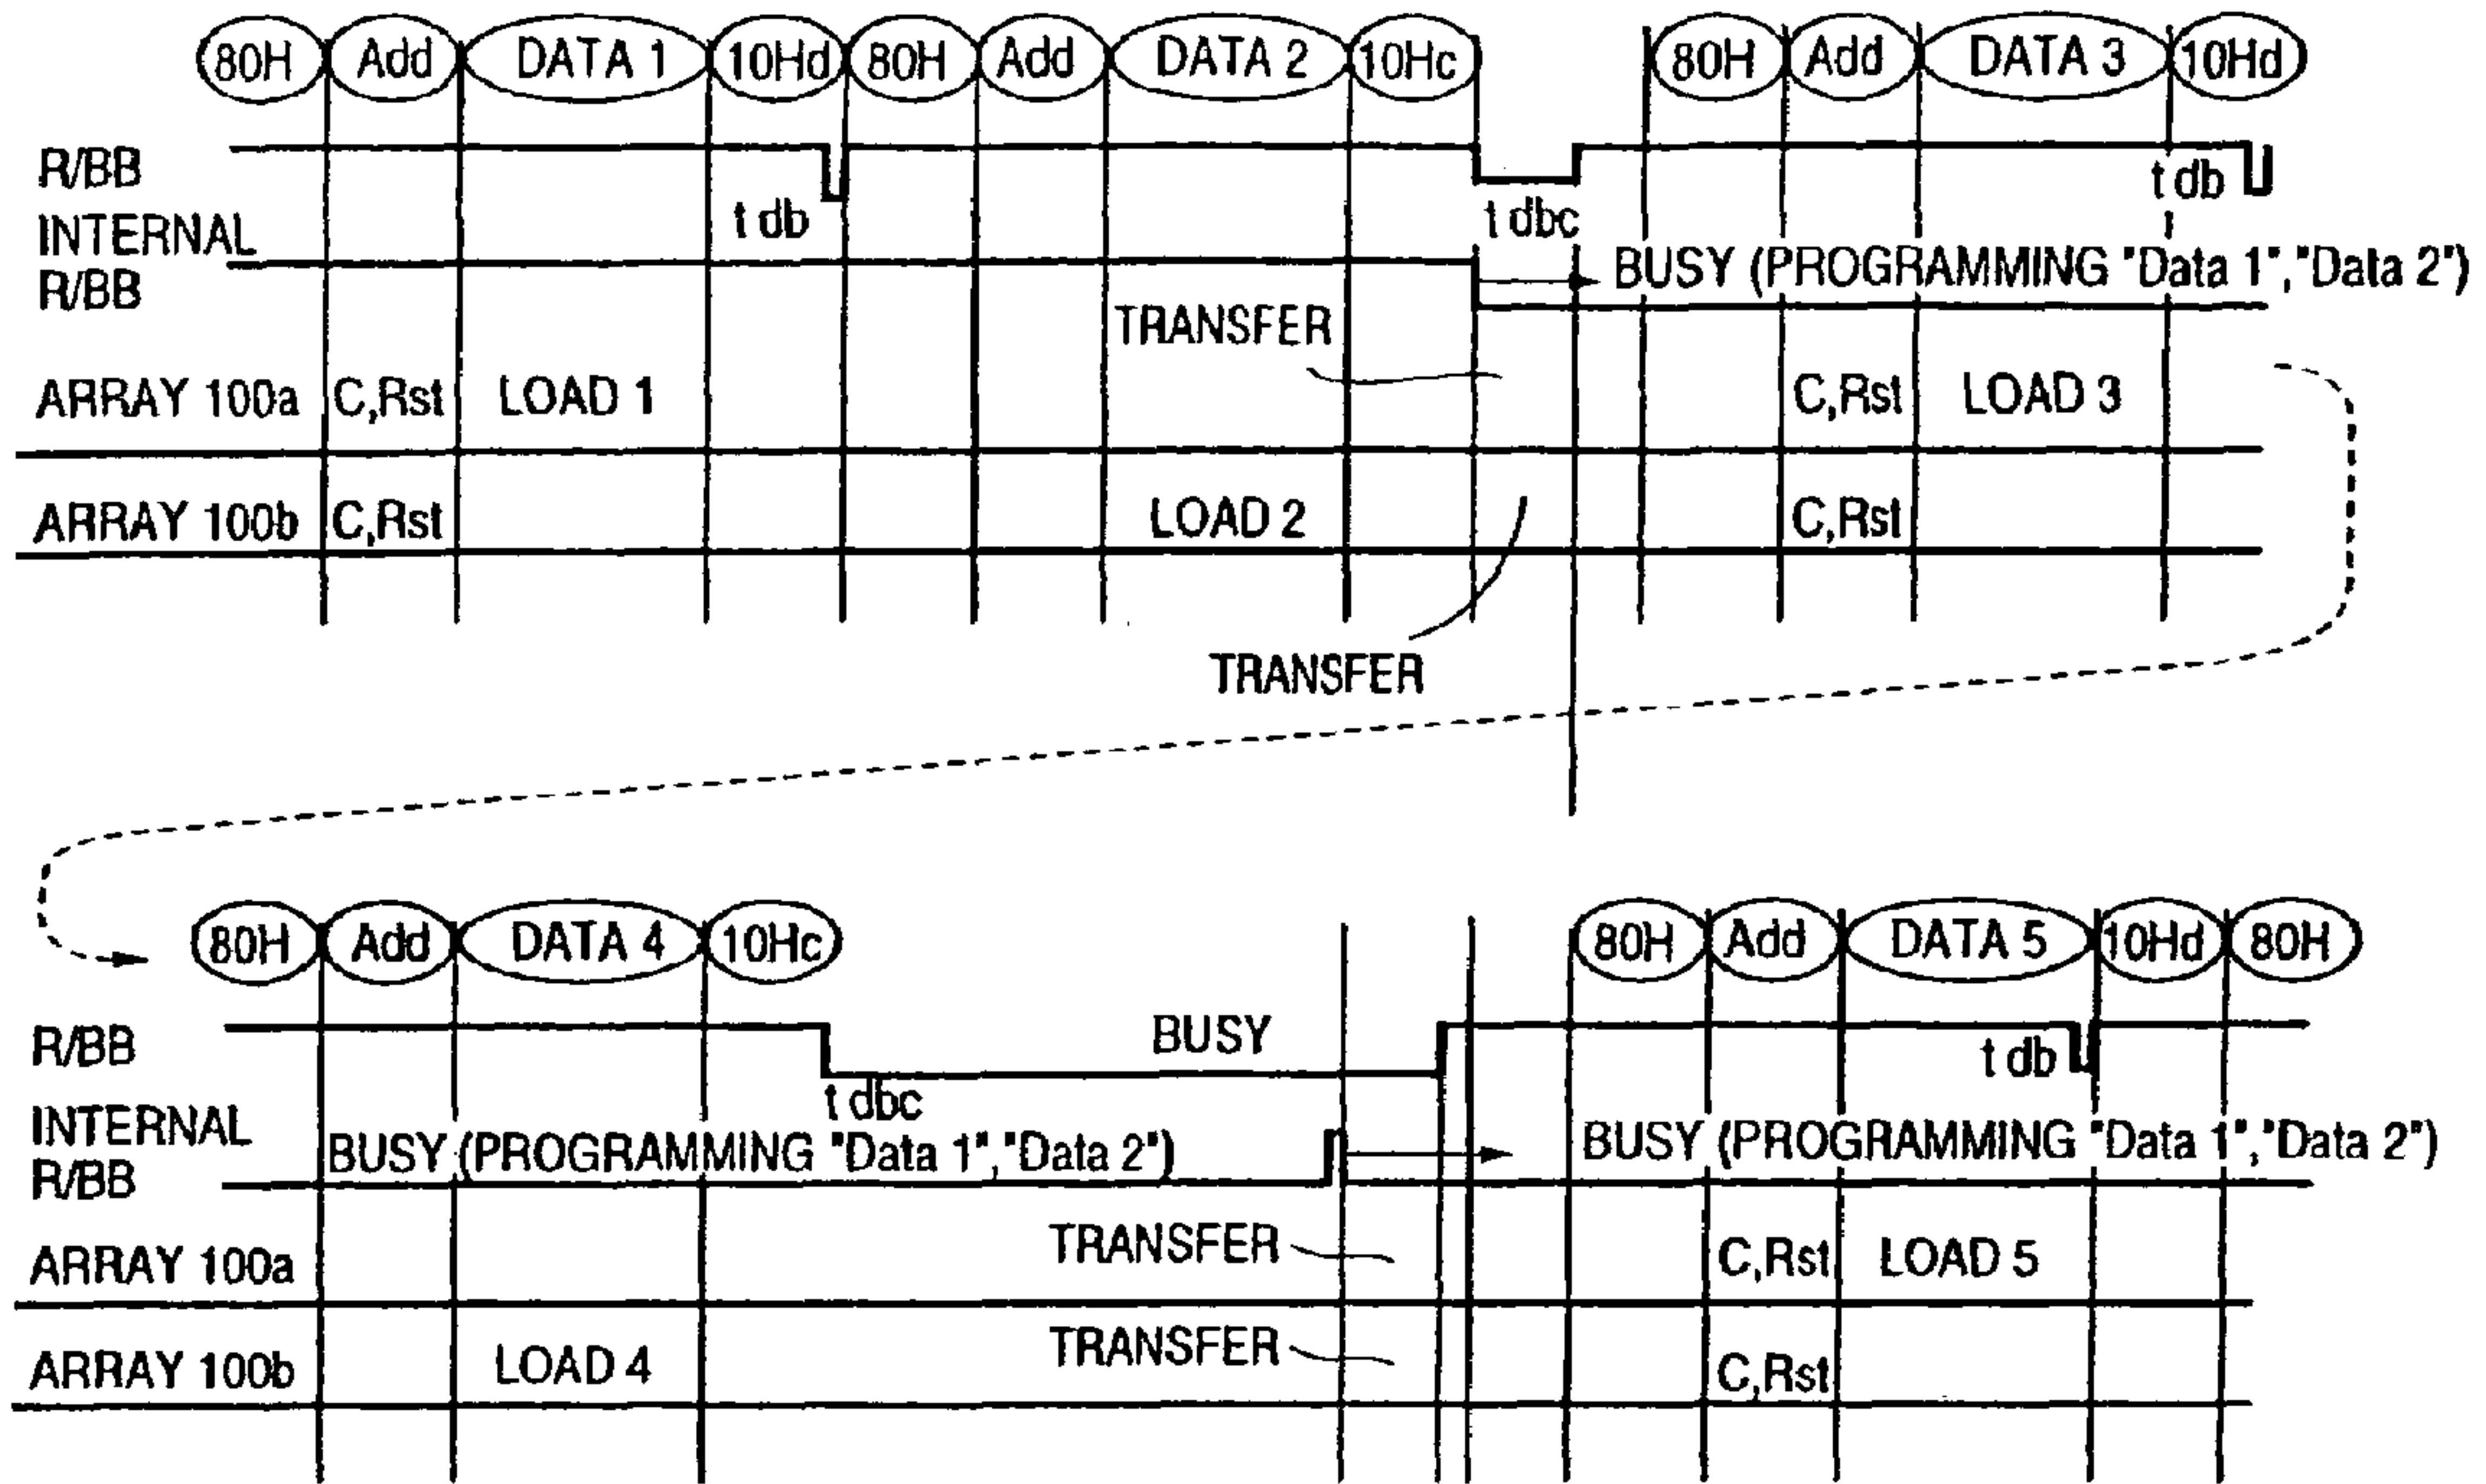 80H Add DATA 1 10Hd 80H Add DATA 2 10Hc 80H Add DATA 3 10Hd
R/BB
t db
t dbc
t db
INTERNAL
R/BB
BUSY (PROGRAMMING "Data 1","Data 2")
TRANSFER
ARRAY 100a C,Rst LOAD 1 C,Rst LOAD 3
ARRAY 100b C,Rst LOAD 2 C,Rst
TRANSFER
80H Add DATA 4 10Hc 80H Add DATA 5 10Hd 80H
R/BB
BUSY
t db
t dbc
INTERNAL
R/BB
BUSY (PROGRAMMING "Data 1","Data 2")
BUSY (PROGRAMMING "Data 1","Data 2")
ARRAY 100a TRANSFER C,Rst LOAD 5
ARRAY 100b LOAD 4 TRANSFER C,Rst